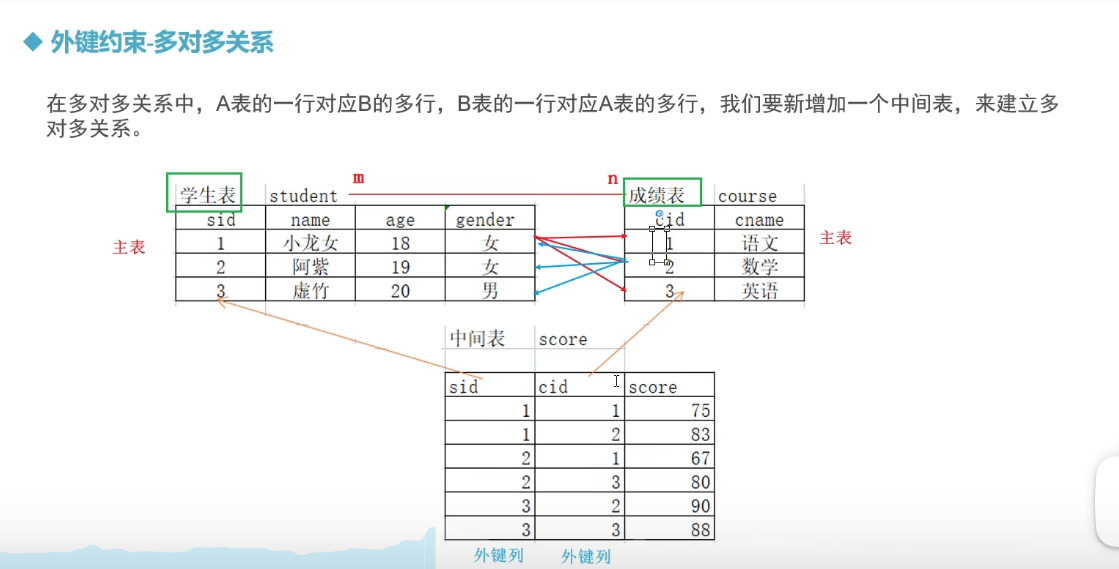 外键约束-多对多关系
在多对多关系中，A表的一行对应B的多行，B表的一行对应A表的多行，我们要新增加一个中间表，来建立多
对多关系。
m n
学生表 student 成绩表 course
sid name age gender cid cname
主表 1 小龙女 18 女 1 语文 主表
2 阿紫 19 女 2 数学
3 虚竹 20 男 3 英语
中间表 score
sid cid score
1 1 75
1 2 83
2 1 67
2 3 80
3 2 90
3 3 88
外键列 外键列